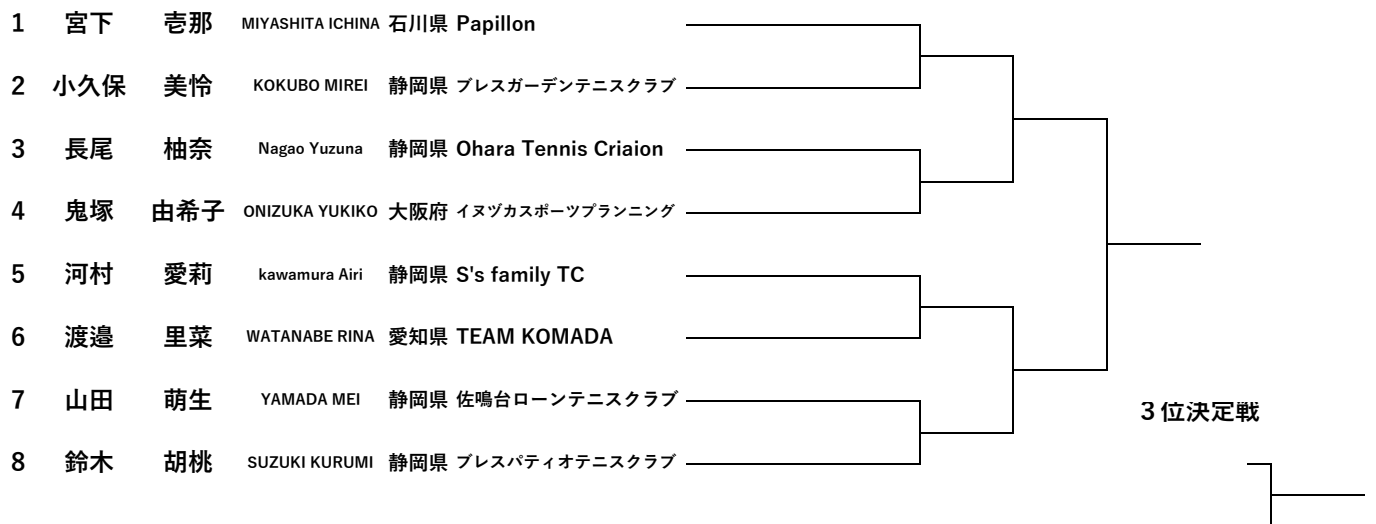 1 宮下 壱那 MIYASHITA ICHINA 石川県 Papillon
2 小久保 美怜 KOKUBO MIREI 静岡県 ブレスガーデンテニスクラブ
3 長尾 柚奈 Nagao Yuzuna 静岡県 Ohara Tennis Criaion
4 鬼塚 由希子 ONIZUKA YUKIKO 大阪府 イヌヅカスポーツプランニング
5 河村 愛莉 kawamura Airi 静岡県 S's family TC
6 渡邉 里菜 WATANABE RINA 愛知県 TEAM KOMADA
7 山田 萌生 YAMADA MEI 静岡県 佐鳴台ローンテニスクラブ
３位決定戦
8 鈴木 胡桃 SUZUKI KURUMI 静岡県 ブレスパティオテニスクラブ